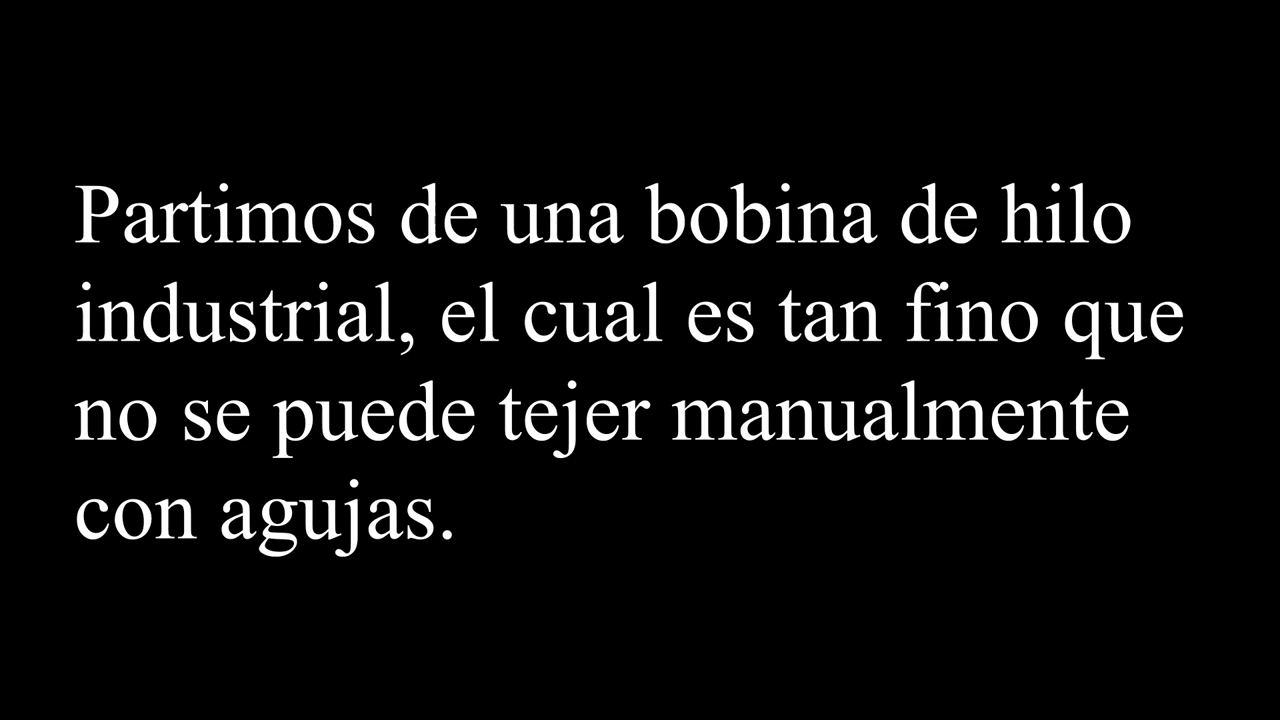 Partimos de una bobina de hilo
industrial, el cual es tan fino que
no se puede tejer manualmente
con agujas.